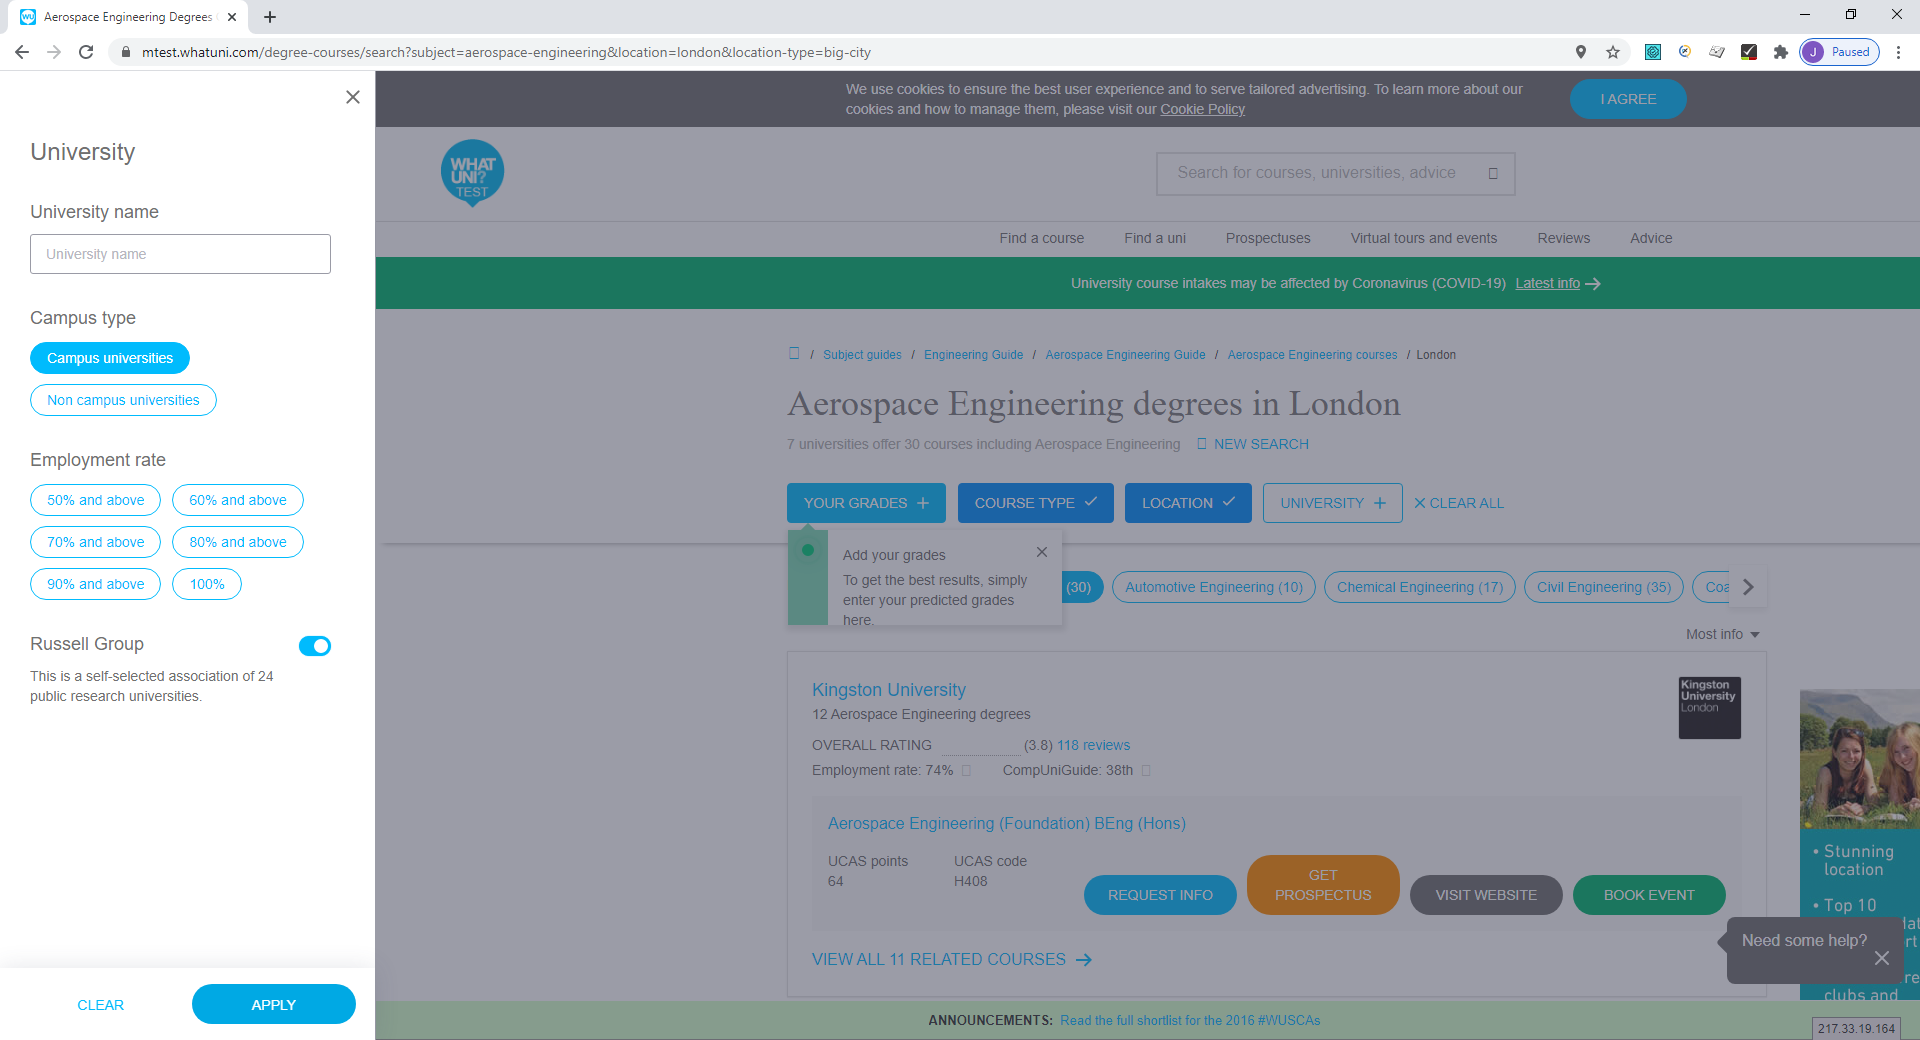 Aerospace Engineering Degrees
mtest.whatuni.com/degree-courses/search?subject=aerospace-engineering&location=london&location-type=big-city
J Paused
We use cookies to ensure the best user experience and to serve tailored advertising. To learn more about our
cookies and how to manage them, please visit our Cookie Policy
I AGREE
WHAT
UNI?
TEST
Search for courses, universities, advice
Find a course
Find a uni
Prospectuses
Virtual tours and events
Reviews
Advice
University course intakes may be affected by Coronavirus (COVID-19) Latest info
University
University name
University name
Campus type
Campus universities
Non campus universities
Employment rate
50% and above
60% and above
70% and above
80% and above
90% and above
100%
Russell Group
This is a self-selected association of 24
public research universities.
CLEAR
APPLY
/ Subject guides / Engineering Guide / Aerospace Engineering Guide / Aerospace Engineering courses / London
Aerospace Engineering degrees in London
7 universities offer 30 courses including Aerospace Engineering
NEW SEARCH
YOUR GRADES
COURSE TYPE
LOCATION
UNIVERSITY
CLEAR ALL
Add your grades
To get the best results, simply
enter your predicted grades
here.
(30)
Automotive Engineering (10)
Chemical Engineering (17)
Civil Engineering (35)
Coa
Most info
Kingston University
12 Aerospace Engineering degrees
OVERALL RATING (3.8) 118 reviews
Employment rate: 74%
CompUniGuide: 38th
Kingston
University
London
Aerospace Engineering (Foundation) BEng (Hons)
UCAS points
64
UCAS code
H408
REQUEST INFO
GET
PROSPECTUS
VISIT WEBSITE
BOOK EVENT
VIEW ALL 11 RELATED COURSES
• Stunning
location
• Top 10
lat
rt
re
clubs and
Need some help?
ANNOUNCEMENTS: Read the full shortlist for the 2016 #WUSCAs
217.33.19.164